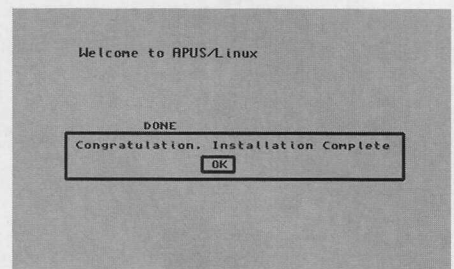 Welcome to APUS/Linux
DONE
Congratulation. Installation Complete
OK